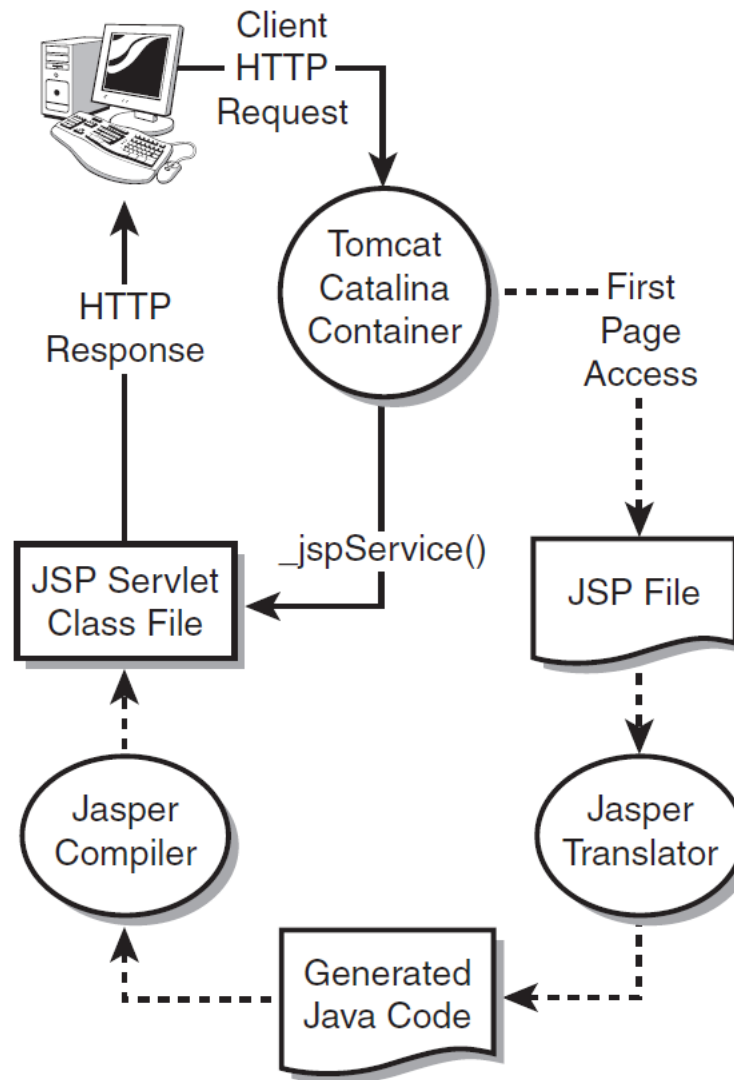 Client
HTTP
Request
Tomcat
Catalina
Container
First
Page
Access
HTTP
Response
_jspService()
JSP Servlet
Class File
JSP File
Jasper
Compiler
Jasper
Translator
Generated
Java Code